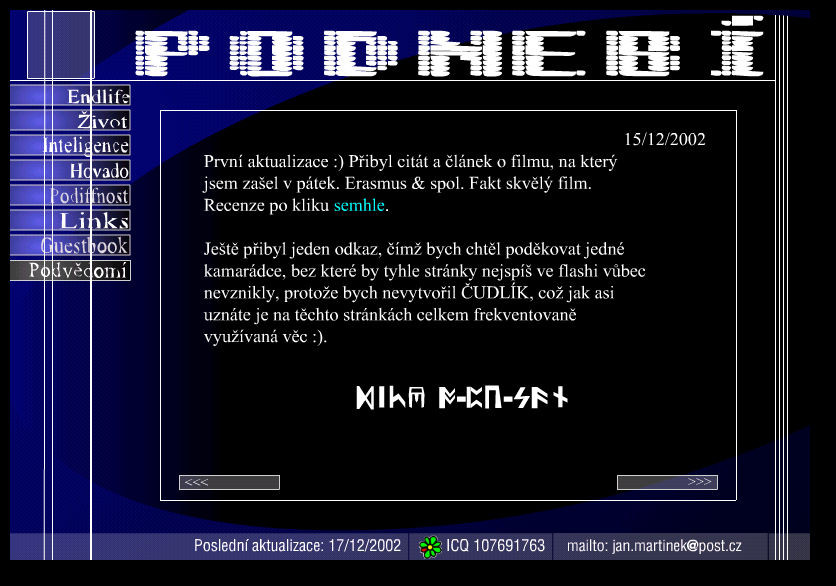 PODNEBÍ
Endlife
Život
Inteligence
Hovado
Podiffnost
Links
Guestbook
Podvědomí
15/12/2002
První aktualizace :) Přibyl citát a článek o filmu, na který
jsem zašel v pátek. Erasmus & spol. Fakt skvělý film.
Recenze po kliku semhle.
Ještě přibyl jeden odkaz, čímž bych chtěl poděkovat jedné
kamarádce, bez které by tyhle stránky nejspíš ve flashi vůbec
nevznikly, protože bych nevytvořil ČUDLÍK, což jak asi
uznáte je na těchto stránkách celkem frekventovaně
využívaná věc :).
<<<
>>>
Poslední aktualizace: 17/12/2002
ICQ 107691763
mailto: jan.martinek@post.cz